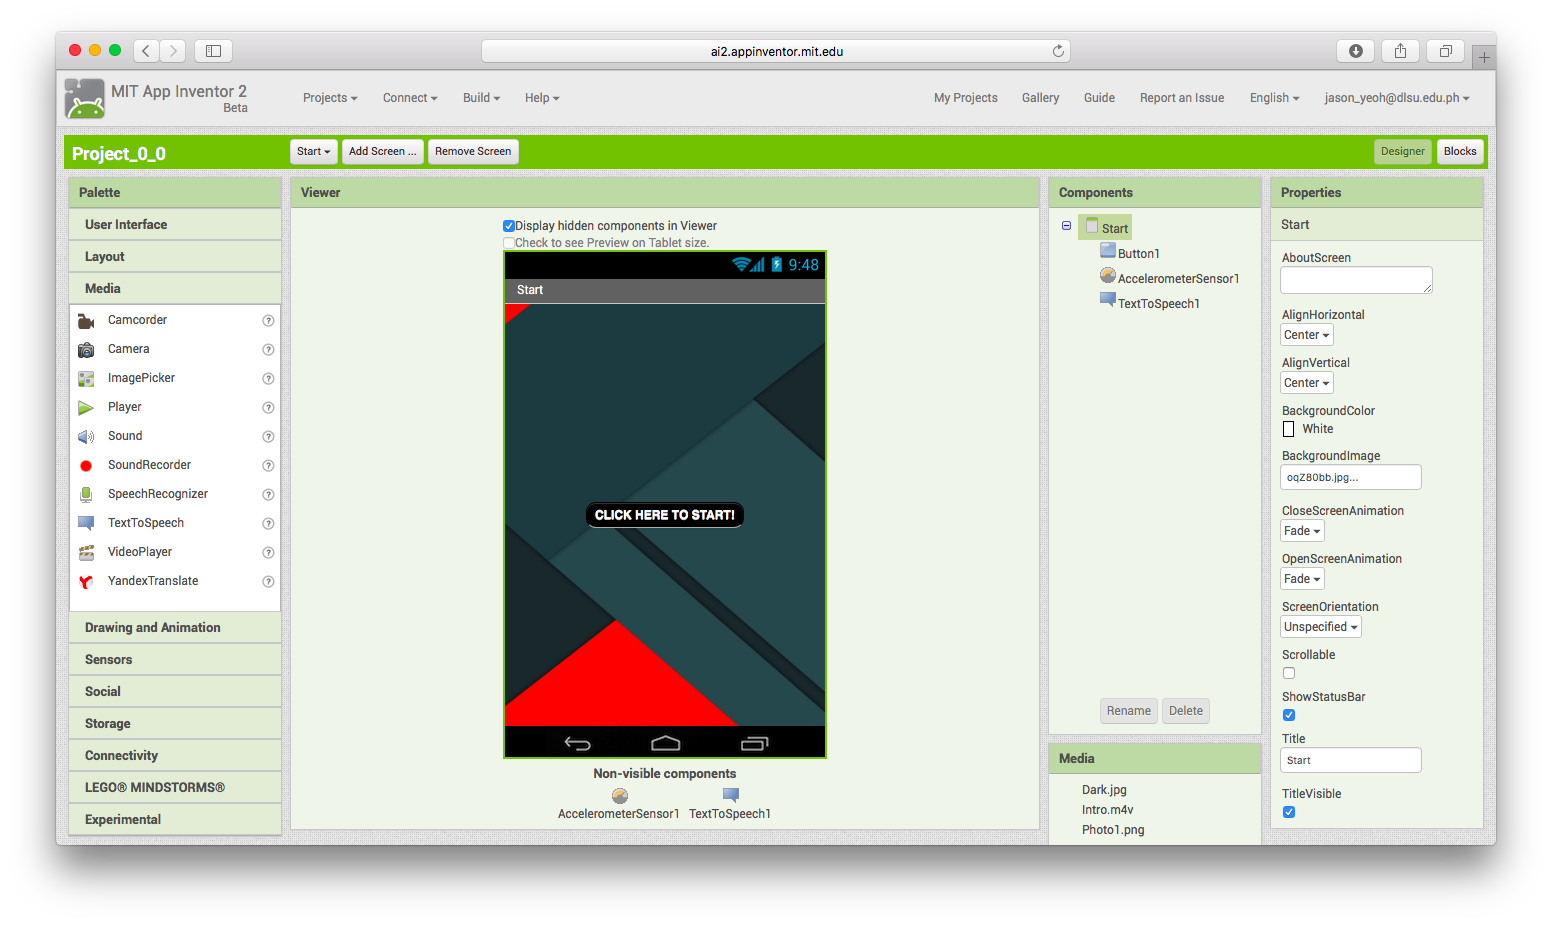 ai2.appinventor.mit.edu
MIT App Inventor 2
Beta
Projects Connect Build Help My Projects Gallery Guide Report an Issue English jason_yeoh@dlsu.edu.ph
Project_0_0 Start Add Screen ... Remove Screen Designer Blocks
Palette
User Interface
Layout
Media
Camcorder ?
Camera ?
ImagePicker ?
Player ?
Sound ?
SoundRecorder ?
SpeechRecognizer ?
TextToSpeech ?
VideoPlayer ?
YandexTranslate ?
Drawing and Animation
Sensors
Social
Storage
Connectivity
LEGO® MINDSTORMS®
Experimental
Viewer
Display hidden components in Viewer
Check to see Preview on Tablet size.
9:48
Start
CLICK HERE TO START!
Non-visible components
AccelerometerSensor1 TextToSpeech1
Components
Start
Button1
AccelerometerSensor1
TextToSpeech1
Rename Delete
Media
Dark.jpg
Intro.m4v
Photo1.png
Properties
Start
AboutScreen
AlignHorizontal
Center
AlignVertical
Center
BackgroundColor
White
BackgroundImage
oqZ80bb.jpg...
CloseScreenAnimation
Fade
OpenScreenAnimation
Fade
ScreenOrientation
Unspecified
Scrollable
ShowStatusBar
Title
Start
TitleVisible